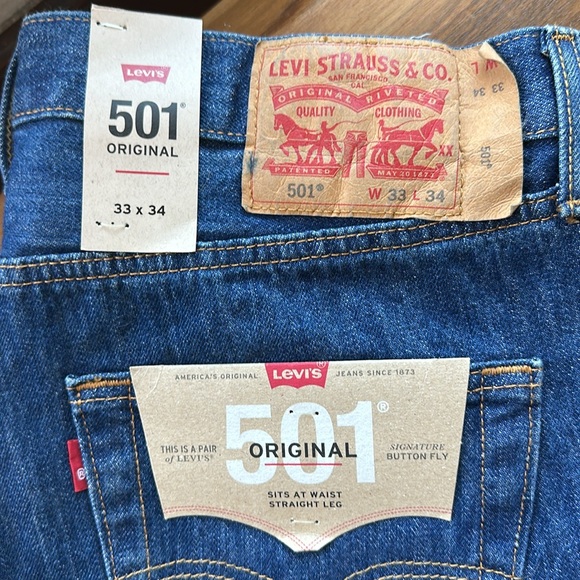 LEVI'S
501®
ORIGINAL
33 x 34
LEVI STRAUSS & CO.
SAN FRANCISCO
CAL.
ORIGINAL RIVETED
QUALITY CLOTHING
XX
PATENTED MAY 20 1873
501® W 33 L 34
W L
33 34
501®
AMERICA'S ORIGINAL LEVI'S® JEANS SINCE 1873
501®
ORIGINAL
THIS IS A PAIR
of LEVI'S®
SIGNATURE
BUTTON FLY
SITS AT WAIST
STRAIGHT LEG
®